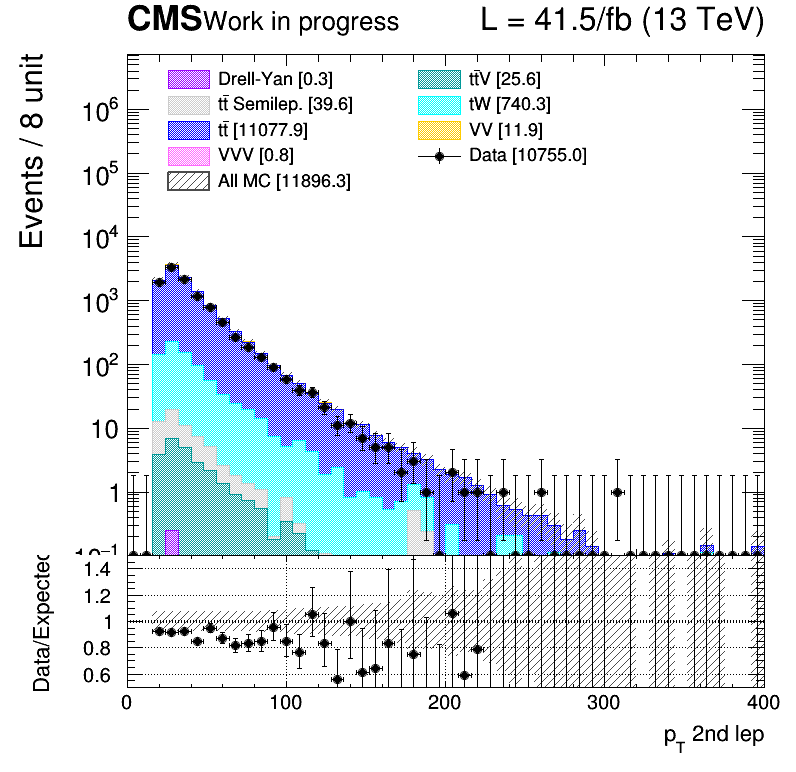 CMS Work in progress L = 41.5/fb (13 TeV)
Events / 8 unit
Drell-Yan [0.3] tt̄V [25.6]
tt̄ Semilep. [39.6] tW [740.3]
tt̄ [11077.9] VV [11.9]
VVV [0.8] Data [10755.0]
All MC [11896.3]
10⁶
10⁵
10⁴
10³
10²
10
1
10⁻¹
Data/Expected
1.4
1.2
1
0.8
0.6
0 100 200 300 400
p_T 2nd lep